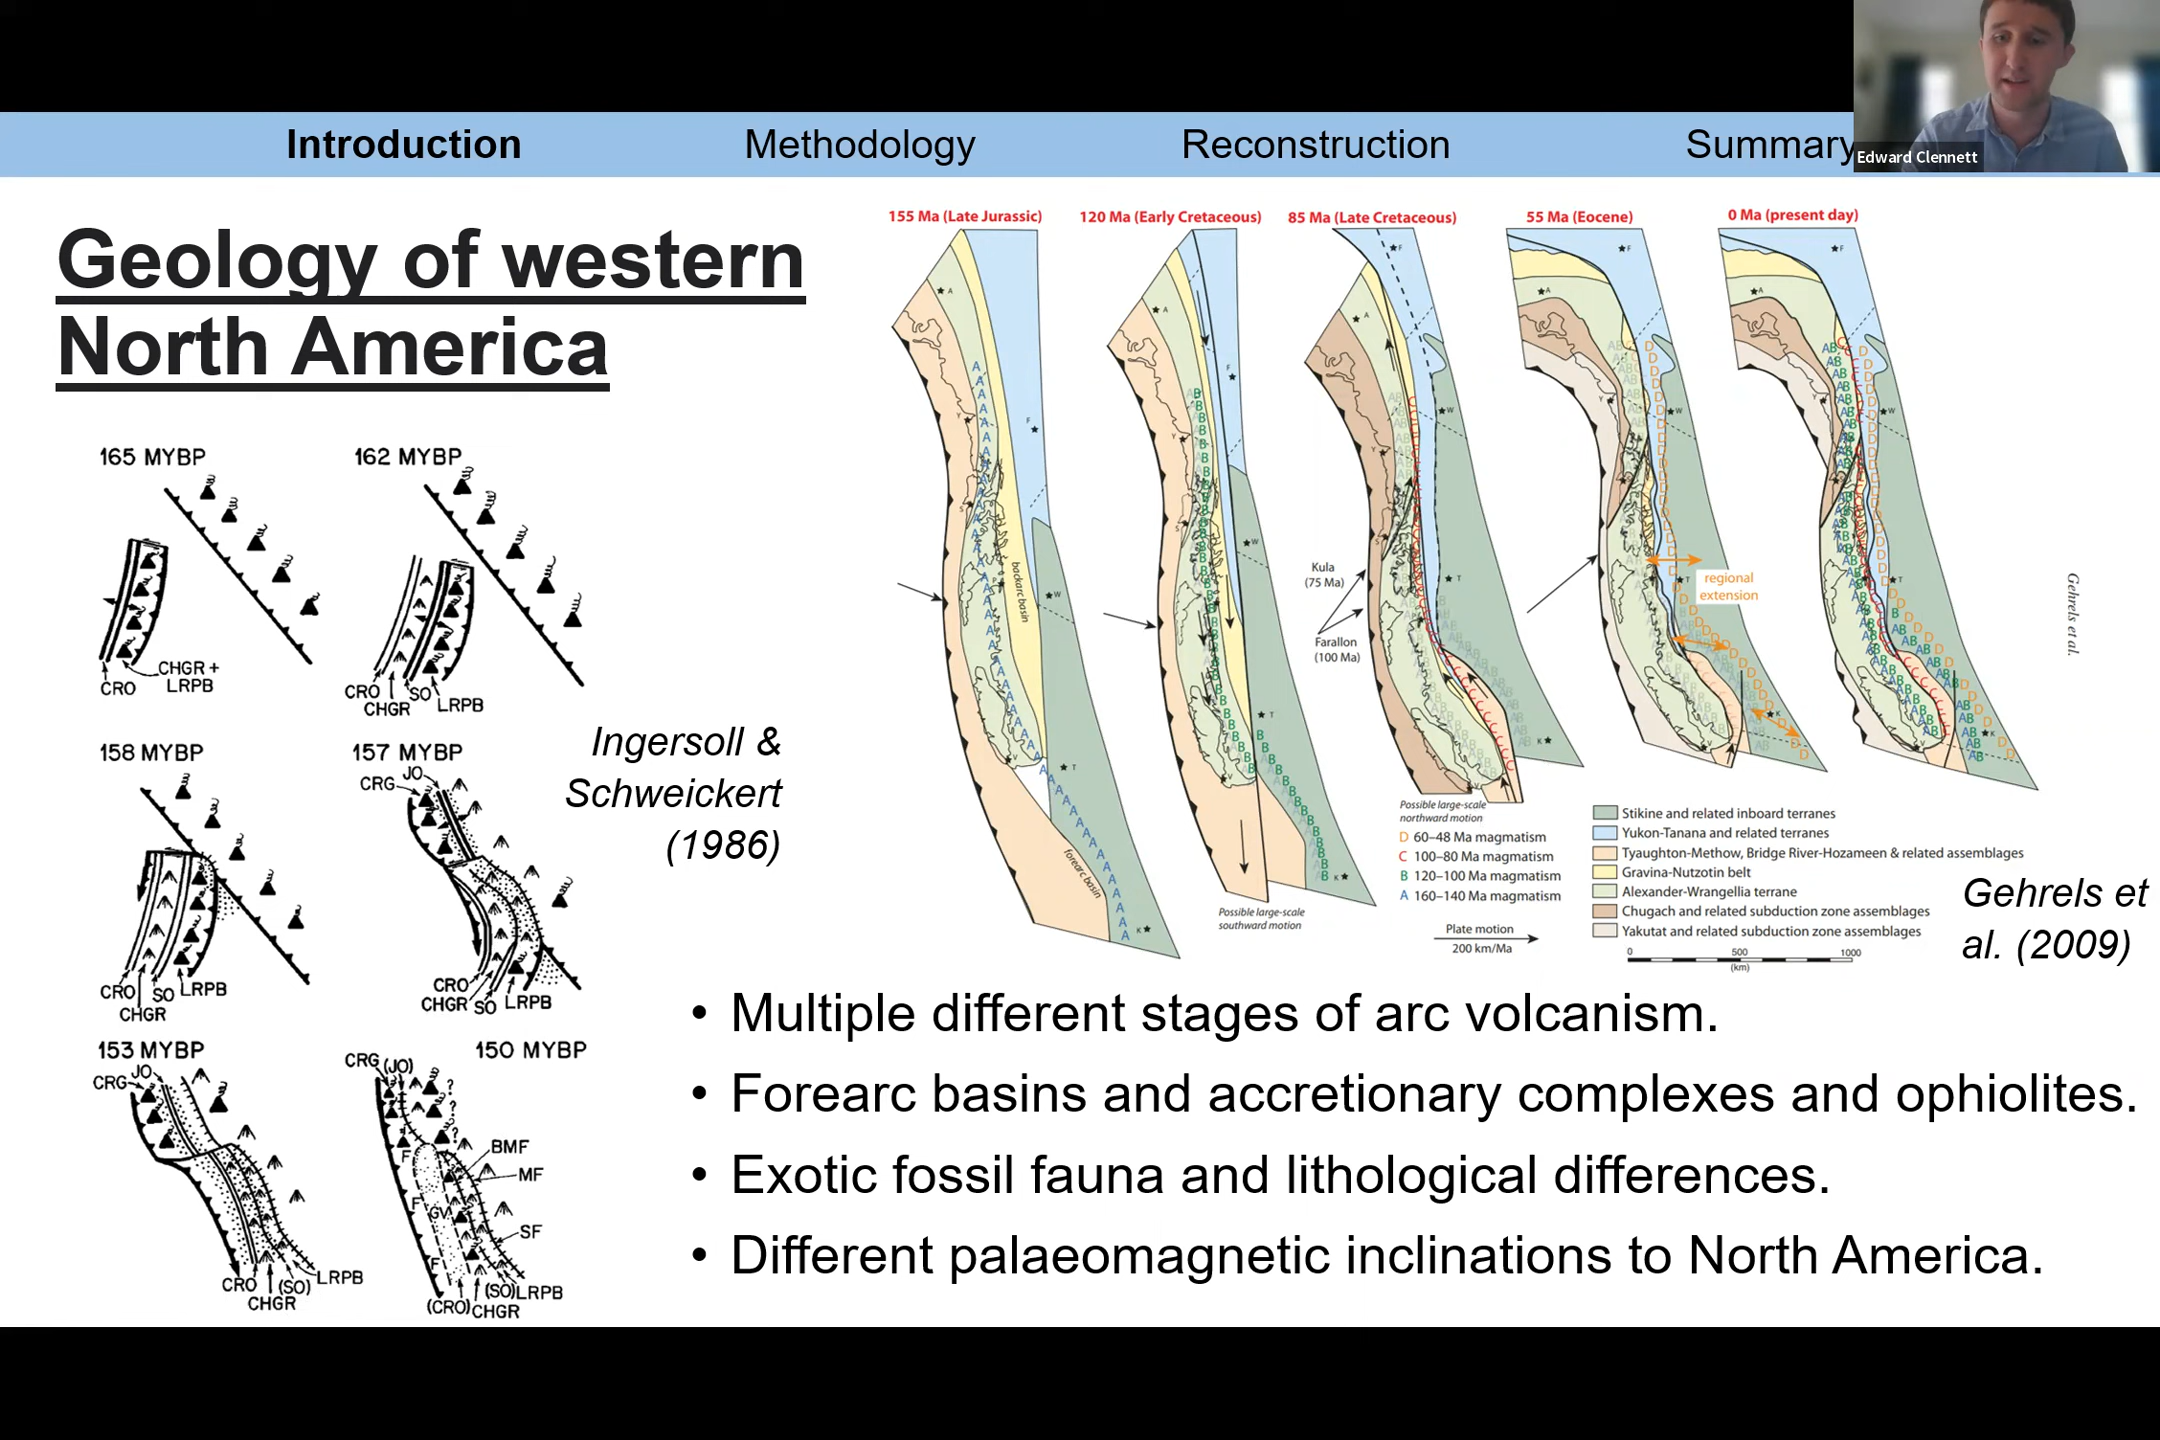 Introduction
Methodology
Reconstruction
Summary
Edward Clennett
Geology of western
North America
165 MYBP
CRO
CHGR +
LRPB
162 MYBP
CRO
CHGR
SO
LRPB
158 MYBP
CRO
CHGR
SO
LRPB
157 MYBP
JO
CRG
CRO
CHGR
SO
LRPB
153 MYBP
JO
CRG
CRO
CHGR
(SO)
LRPB
150 MYBP
CRG
(JO)
?
?
?
BMF
MF
SF
F
F
GV
F
(CRO)
CHGR
(SO)
LRPB
Ingersoll &
Schweickert
(1986)
155 Ma (Late Jurassic)
A
Y
S
F
W
T
V
K
backarc basin
forearc basin
120 Ma (Early Cretaceous)
A
Y
S
F
W
T
V
K
Possible large-scale
southward motion
85 Ma (Late Cretaceous)
F
A
Y
S
W
T
V
K
Kula
(75 Ma)
Farallon
(100 Ma)
Possible large-scale
northward motion
55 Ma (Eocene)
F
A
Y
W
T
K
regional
extension
0 Ma (present day)
F
A
Y
W
T
K
D 60–48 Ma magmatism
C 100–80 Ma magmatism
B 120–100 Ma magmatism
A 160–140 Ma magmatism
Plate motion
200 km/Ma
Stikine and related inboard terranes
Yukon-Tanana and related terranes
Tyaughton-Methow, Bridge River-Hozameen & related assemblages
Gravina-Nutzotin belt
Alexander-Wrangellia terrane
Chugach and related subduction zone assemblages
Yakutat and related subduction zone assemblages
0 500 1000
(km)
Gehrels et al.
Gehrels et
al. (2009)
• Multiple different stages of arc volcanism.
• Forearc basins and accretionary complexes and ophiolites.
• Exotic fossil fauna and lithological differences.
• Different palaeomagnetic inclinations to North America.